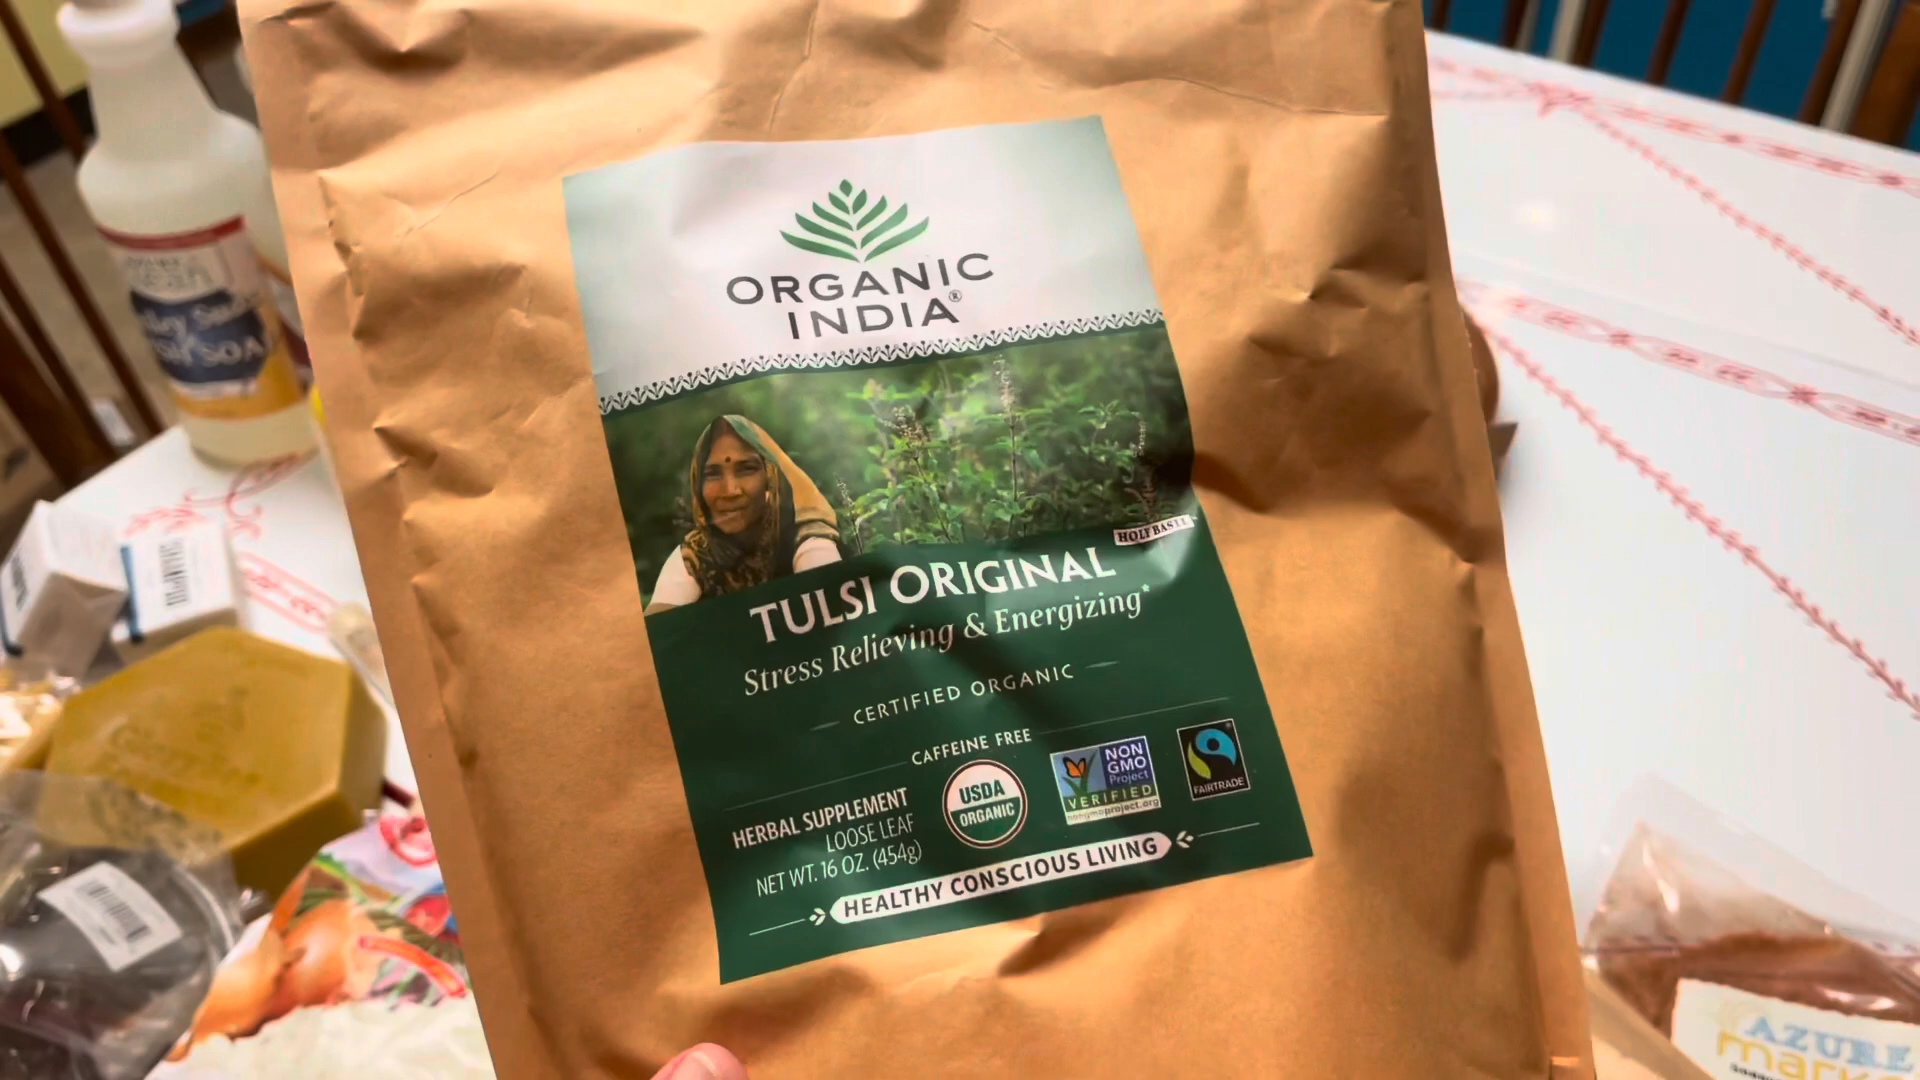 ORGANIC
INDIA®
HOLY BASIL
TULSI ORIGINAL
Stress Relieving & Energizing*
CERTIFIED ORGANIC
CAFFEINE FREE
HERBAL SUPPLEMENT
LOOSE LEAF
NET WT. 16 OZ. (454g)
USDA
ORGANIC
NON
GMO
Project
VERIFIED
nongmoproject.org
FAIRTRADE
HEALTHY CONSCIOUS LIVING
AZURE